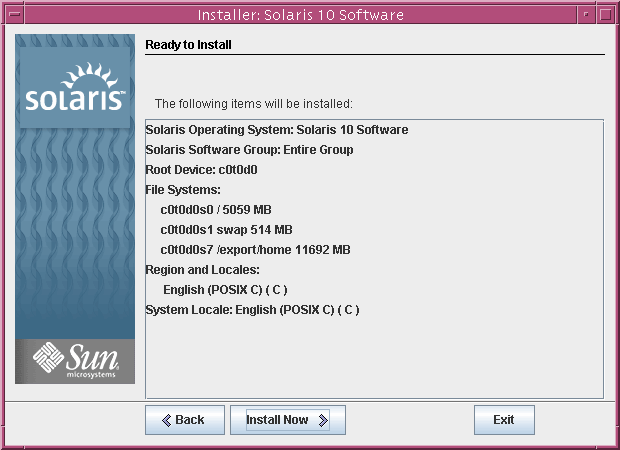 Installer: Solaris 10 Software
Ready to Install
solaris™
The following items will be installed:
Solaris Operating System: Solaris 10 Software
Solaris Software Group: Entire Group
Root Device: c0t0d0
File Systems:
c0t0d0s0 / 5059 MB
c0t0d0s1 swap 514 MB
c0t0d0s7 /export/home 11692 MB
Region and Locales:
English (POSIX C) ( C )
System Locale: English (POSIX C) ( C )
Sun
microsystems
Back
Install Now
Exit